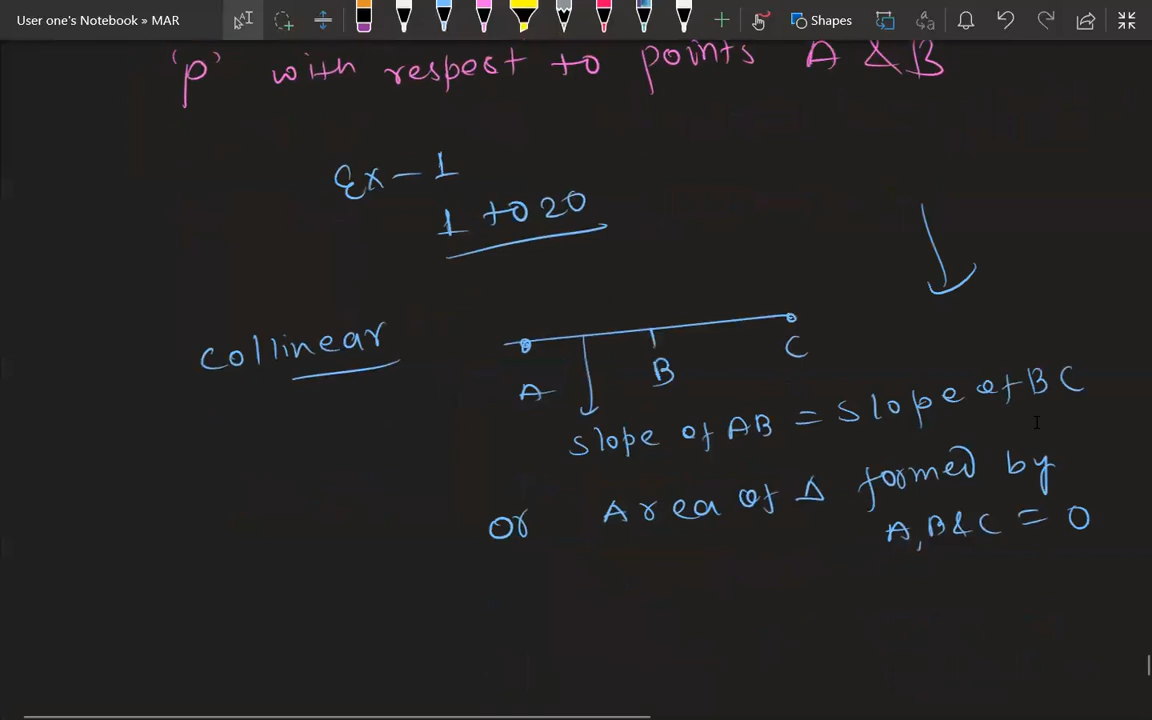 User one's Notebook » MAR
Shapes
'p' with respect to points A & B
Ex - 1
1 to 20
Collinear
A B C
Slope of AB = Slope of BC
or Area of Δ formed by
A, B & C = 0